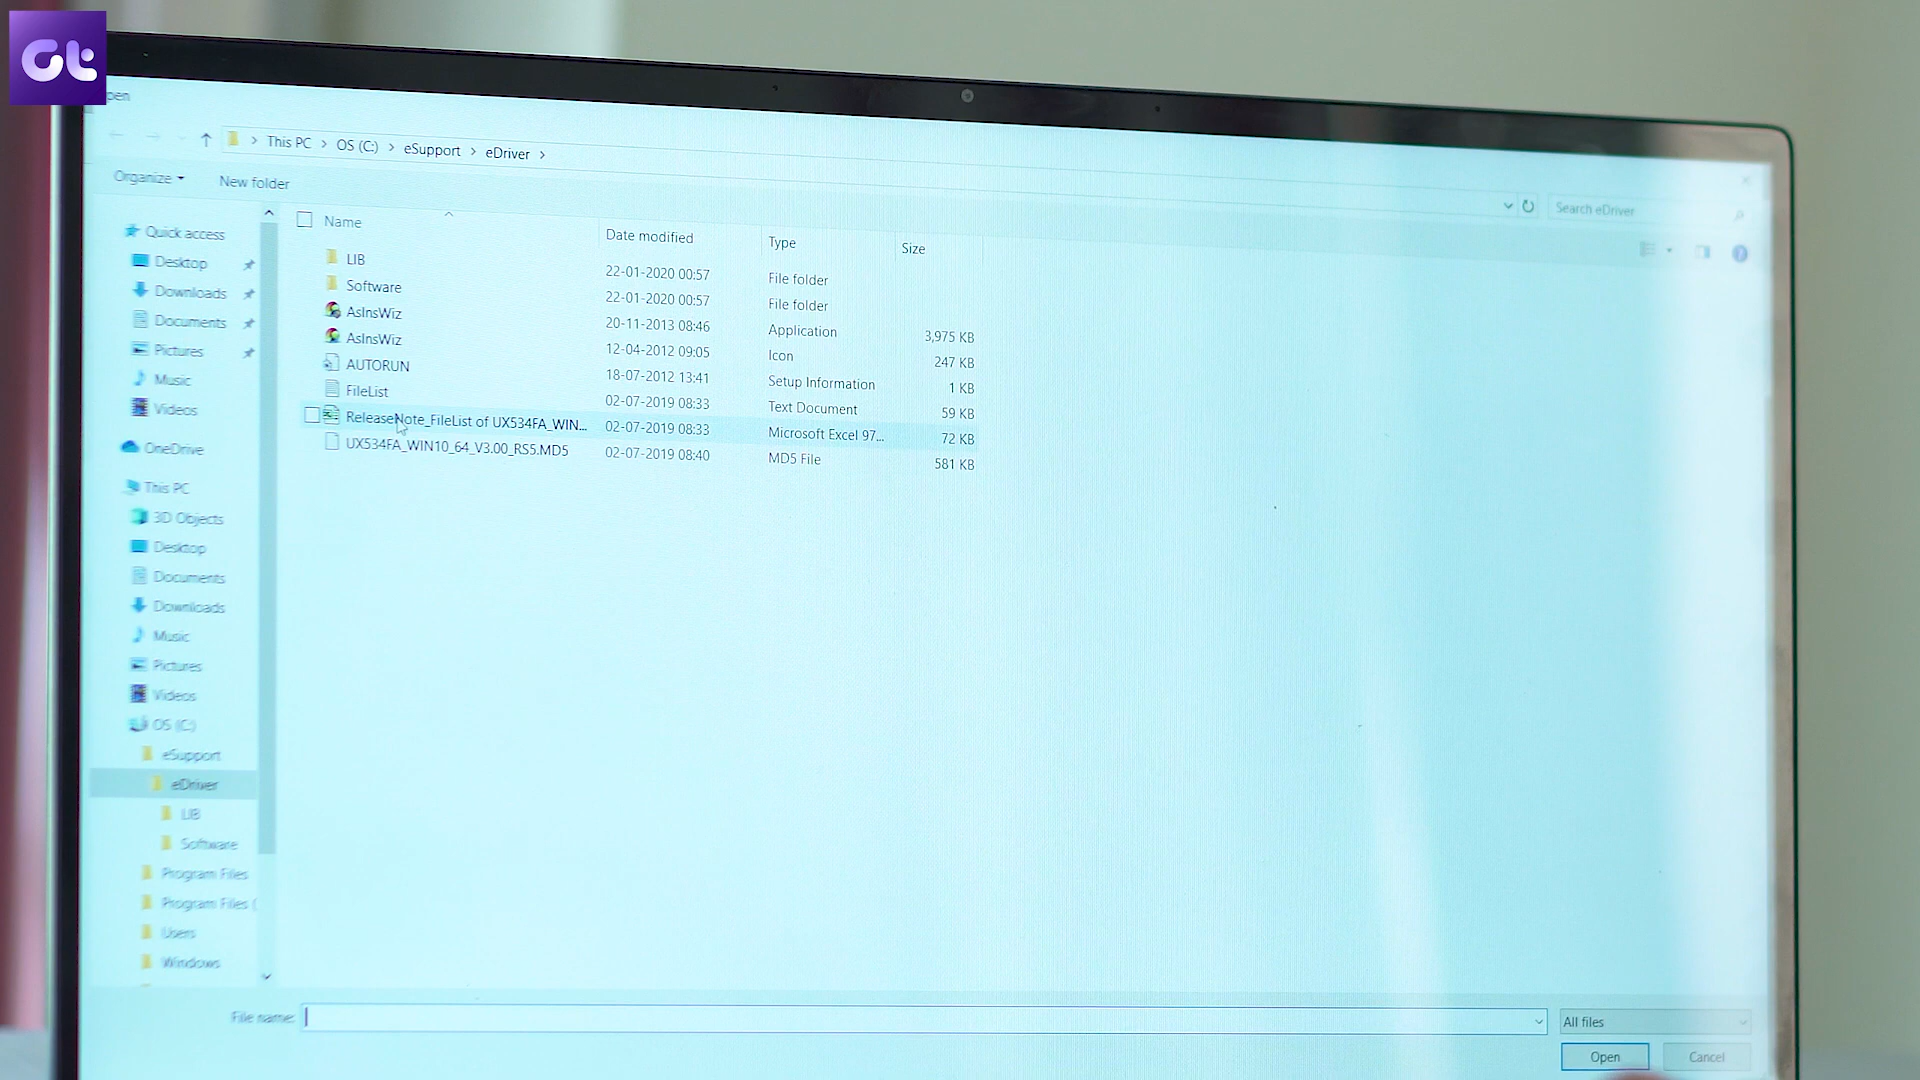 Gt
pen
This PC > OS (C:) > eSupport > eDriver >
Search eDriver
Organize
New folder
Name Date modified Type Size
LIB 22-01-2020 00:57 File folder
Software 22-01-2020 00:57 File folder
AsInsWiz 20-11-2013 08:46 Application 3,975 KB
AsInsWiz 12-04-2012 09:05 Icon 247 KB
AUTORUN 18-07-2012 13:41 Setup Information 1 KB
FileList 02-07-2019 08:33 Text Document 59 KB
ReleaseNote_FileList of UX534FA_WIN... 02-07-2019 08:33 Microsoft Excel 97... 72 KB
UX534FA_WIN10_64_V3.00_RS5.MD5 02-07-2019 08:40 MD5 File 581 KB
Quick access
Desktop
Downloads
Documents
Pictures
Music
Videos
OneDrive
This PC
3D Objects
Desktop
Documents
Downloads
Music
Pictures
Videos
OS (C:)
eSupport
eDriver
LIB
Software
Program Files
Program Files (
Users
Windows
File name:
All files
Open
Cancel